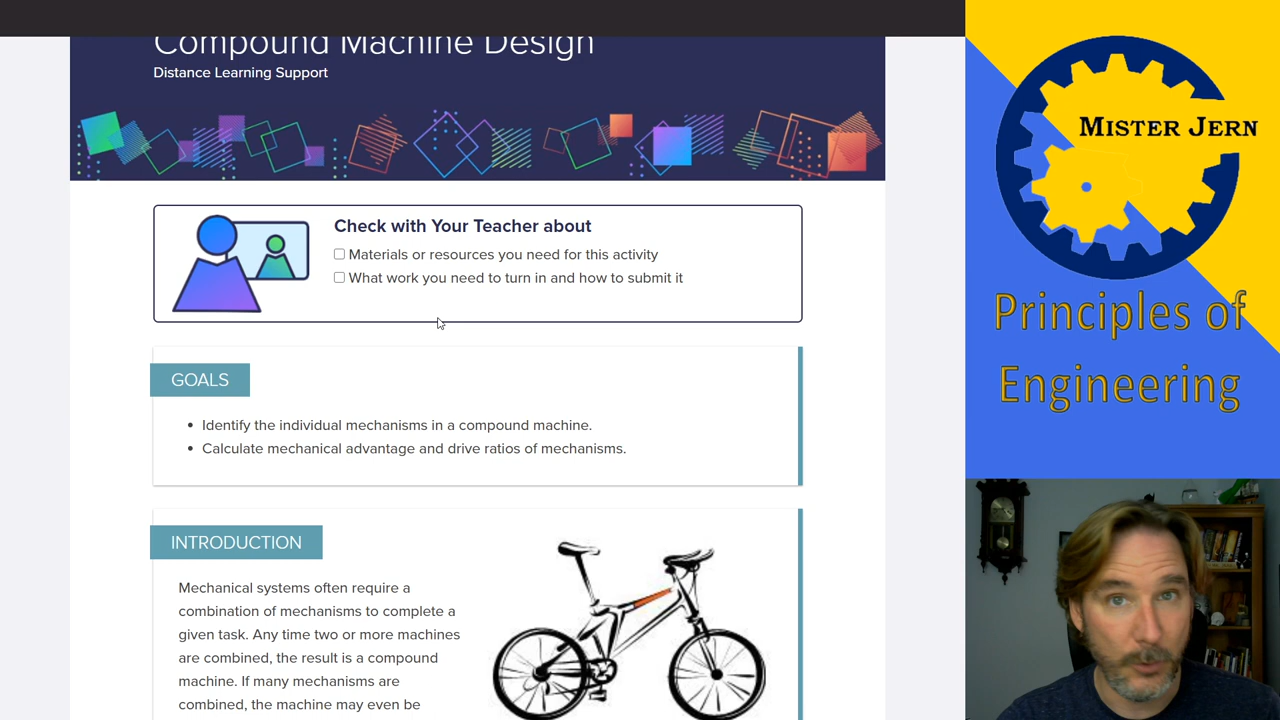 Compound Machine Design
Distance Learning Support
Check with Your Teacher about
Materials or resources you need for this activity
What work you need to turn in and how to submit it
GOALS
Identify the individual mechanisms in a compound machine.
Calculate mechanical advantage and drive ratios of mechanisms.
INTRODUCTION
Mechanical systems often require a
combination of mechanisms to complete a
given task. Any time two or more machines
are combined, the result is a compound
machine. If many mechanisms are
combined, the machine may even be
MISTER JERN
Principles of
Engineering